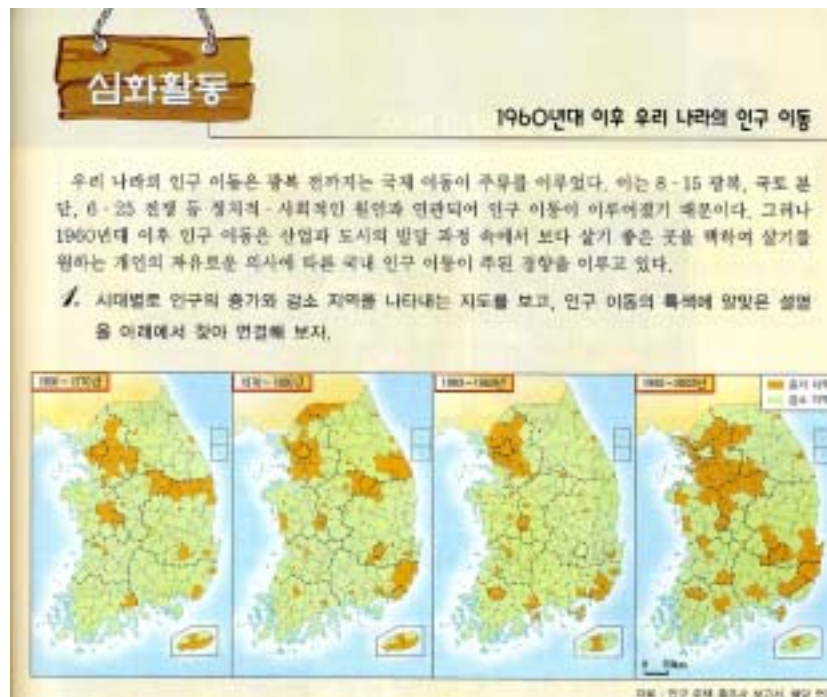 심화활동
1960년대 이후 우리 나라의 인구 이동
우리 나라의 인구 이동은 광복 전까지는 국제 이동이 주류를 이루었다. 이는 8·15 광복, 국토 분
단, 6·25 전쟁 등 정치적·사회적인 원인과 연관되어 인구 이동이 이루어졌기 때문이다. 그러나
1960년대 이후 인구 이동은 산업과 도시의 발달 과정 속에서 보다 살기 좋은 곳을 택하여 살기를
원하는 개인의 자유로운 의사에 따른 국내 인구 이동이 주된 경향을 이루고 있다.
1. 시대별로 인구의 증가와 감소 지역을 나타내는 지도를 보고, 인구 이동의 특색에 알맞은 설명
을 아래에서 찾아 연결해 보자.
증가 지역
감소 지역